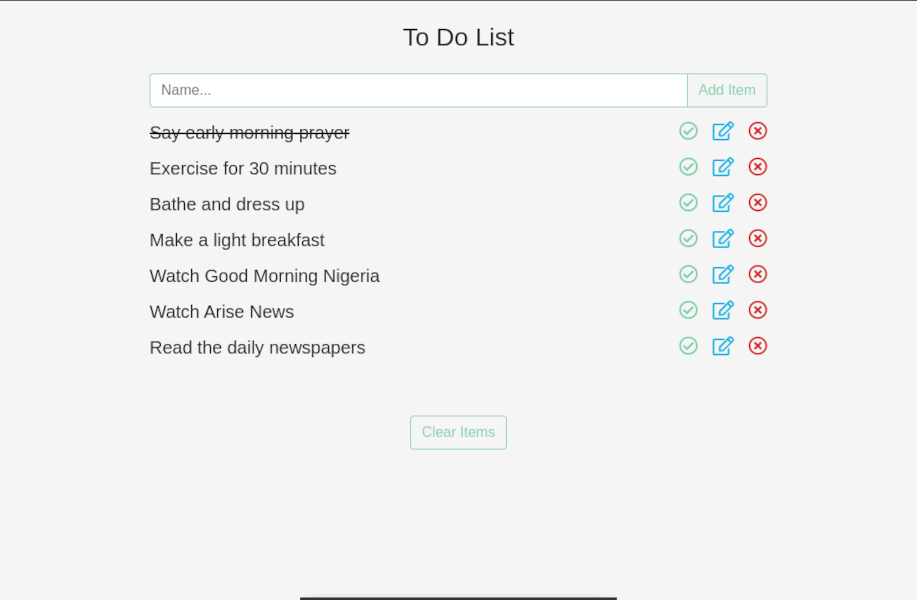 To Do List
Name...
Add Item
Say early morning prayer
Exercise for 30 minutes
Bathe and dress up
Make a light breakfast
Watch Good Morning Nigeria
Watch Arise News
Read the daily newspapers
Clear Items